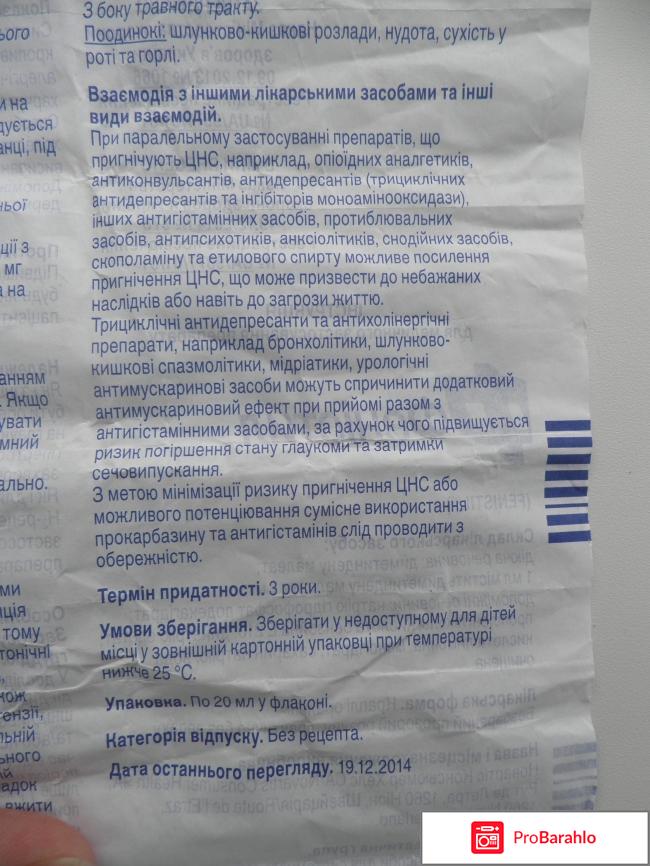 З боку травного тракту.
Поодинокі: шлунково-кишкові розлади, нудота, сухість у
роті та горлі.
Взаємодія з іншими лікарськими засобами та інші
види взаємодій.
При паралельному застосуванні препаратів, що
пригнічують ЦНС, наприклад, опіоїдних аналгетиків,
антиконвульсантів, антидепресантів (трициклічних
антидепресантів та інгібіторів моноамінооксидази),
інших антигістамінних засобів, протиблювальних
засобів, антипсихотиків, анксіолітиків, снодійних засобів,
скополаміну та етилового спирту можливе посилення
пригнічення ЦНС, що може призвести до небажаних
наслідків або навіть до загрози життю.
Трициклічні антидепресанти та антихолінергічні
препарати, наприклад бронхолітики, шлунково-
кишкові спазмолітики, мідріатики, урологічні
антимускаринові засоби можуть спричинити додатковий
антимускариновий ефект при прийомі разом з
антигістамінними засобами, за рахунок чого підвищується
ризик погіршення стану глаукоми та затримки
сечовипускання.
З метою мінімізації ризику пригнічення ЦНС або
можливого потенціювання сумісне використання
прокарбазину та антигістамінів слід проводити з
обережністю.
Термін придатності. 3 роки.
Умови зберігання. Зберігати у недоступному для дітей
місці у зовнішній картонній упаковці при температурі
нижче 25 °C.
Упаковка. По 20 мл у флаконі.
Категорія відпуску. Без рецепта.
Дата останнього перегляду. 19.12.2014
ProBarahlo